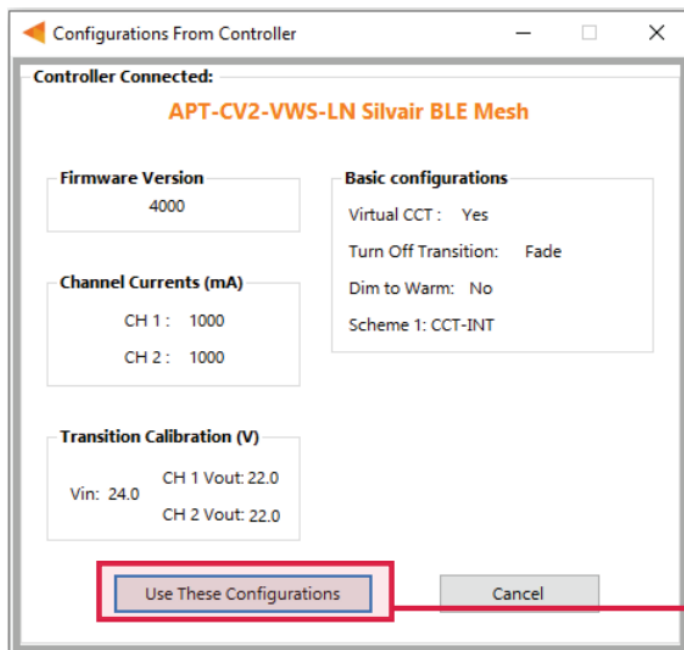 Configurations From Controller
Controller Connected:
APT-CV2-VWS-LN Silvair BLE Mesh
Firmware Version
4000
Channel Currents (mA)
CH 1 : 1000
CH 2 : 1000
Transition Calibration (V)
Vin: 24.0
CH 1 Vout: 22.0
CH 2 Vout: 22.0
Basic configurations
Virtual CCT : Yes
Turn Off Transition: Fade
Dim to Warm: No
Scheme 1: CCT-INT
Use These Configurations
Cancel